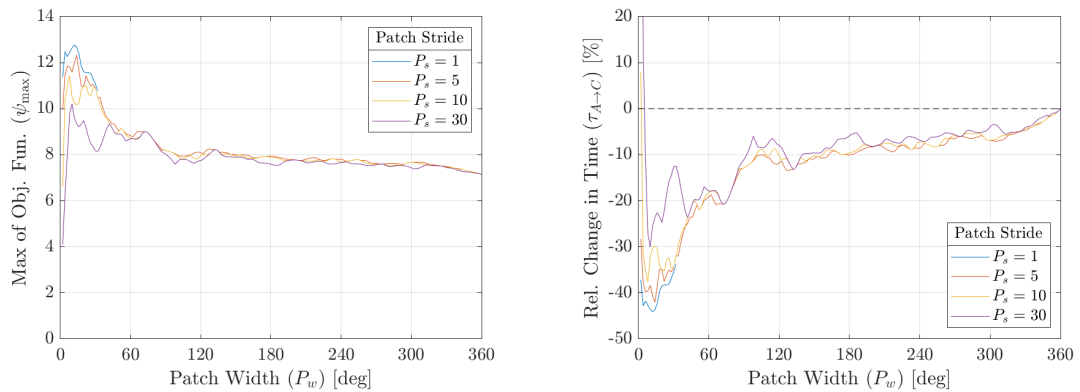 14
12
10
8
6
4
2
0
0 60 120 180 240 300 360
Max of Obj. Fun. (ψmax)
Patch Width (Pw) [deg]
Patch Stride
Ps = 1
Ps = 5
Ps = 10
Ps = 30
20
10
0
-10
-20
-30
-40
-50
0 60 120 180 240 300 360
Rel. Change in Time (τA→C) [%]
Patch Width (Pw) [deg]
Patch Stride
Ps = 1
Ps = 5
Ps = 10
Ps = 30